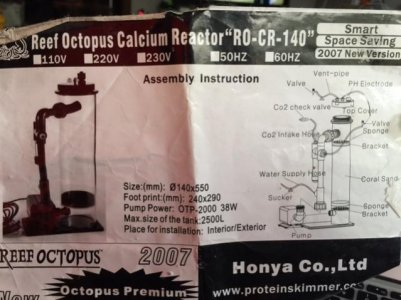 Reef Octopus Calcium Reactor "RO-CR-140"
Smart
Space Saving
2007 New Version
110V 220V 230V 50HZ 60HZ
Assembly Instruction
Vent-pipe
Valve
PH Electrode
Co2 check valve
Top Cover
Valve
Sponge
Co2 Intake Hose
Bracket
Water Supply Hose
Coral Sand
Sucker
Sponge
Bracket
Pump
Size:(mm): Ø140x550
Foot print:(mm): 240x290
Pump Power: OTP-2000 38W
Max.size of the tank:2500L
Place for installation: Interior/Exterior
REEF OCTOPUS 2007
Honya Co.,Ltd
Now
Octopus Premium
www.proteinskimmer.c